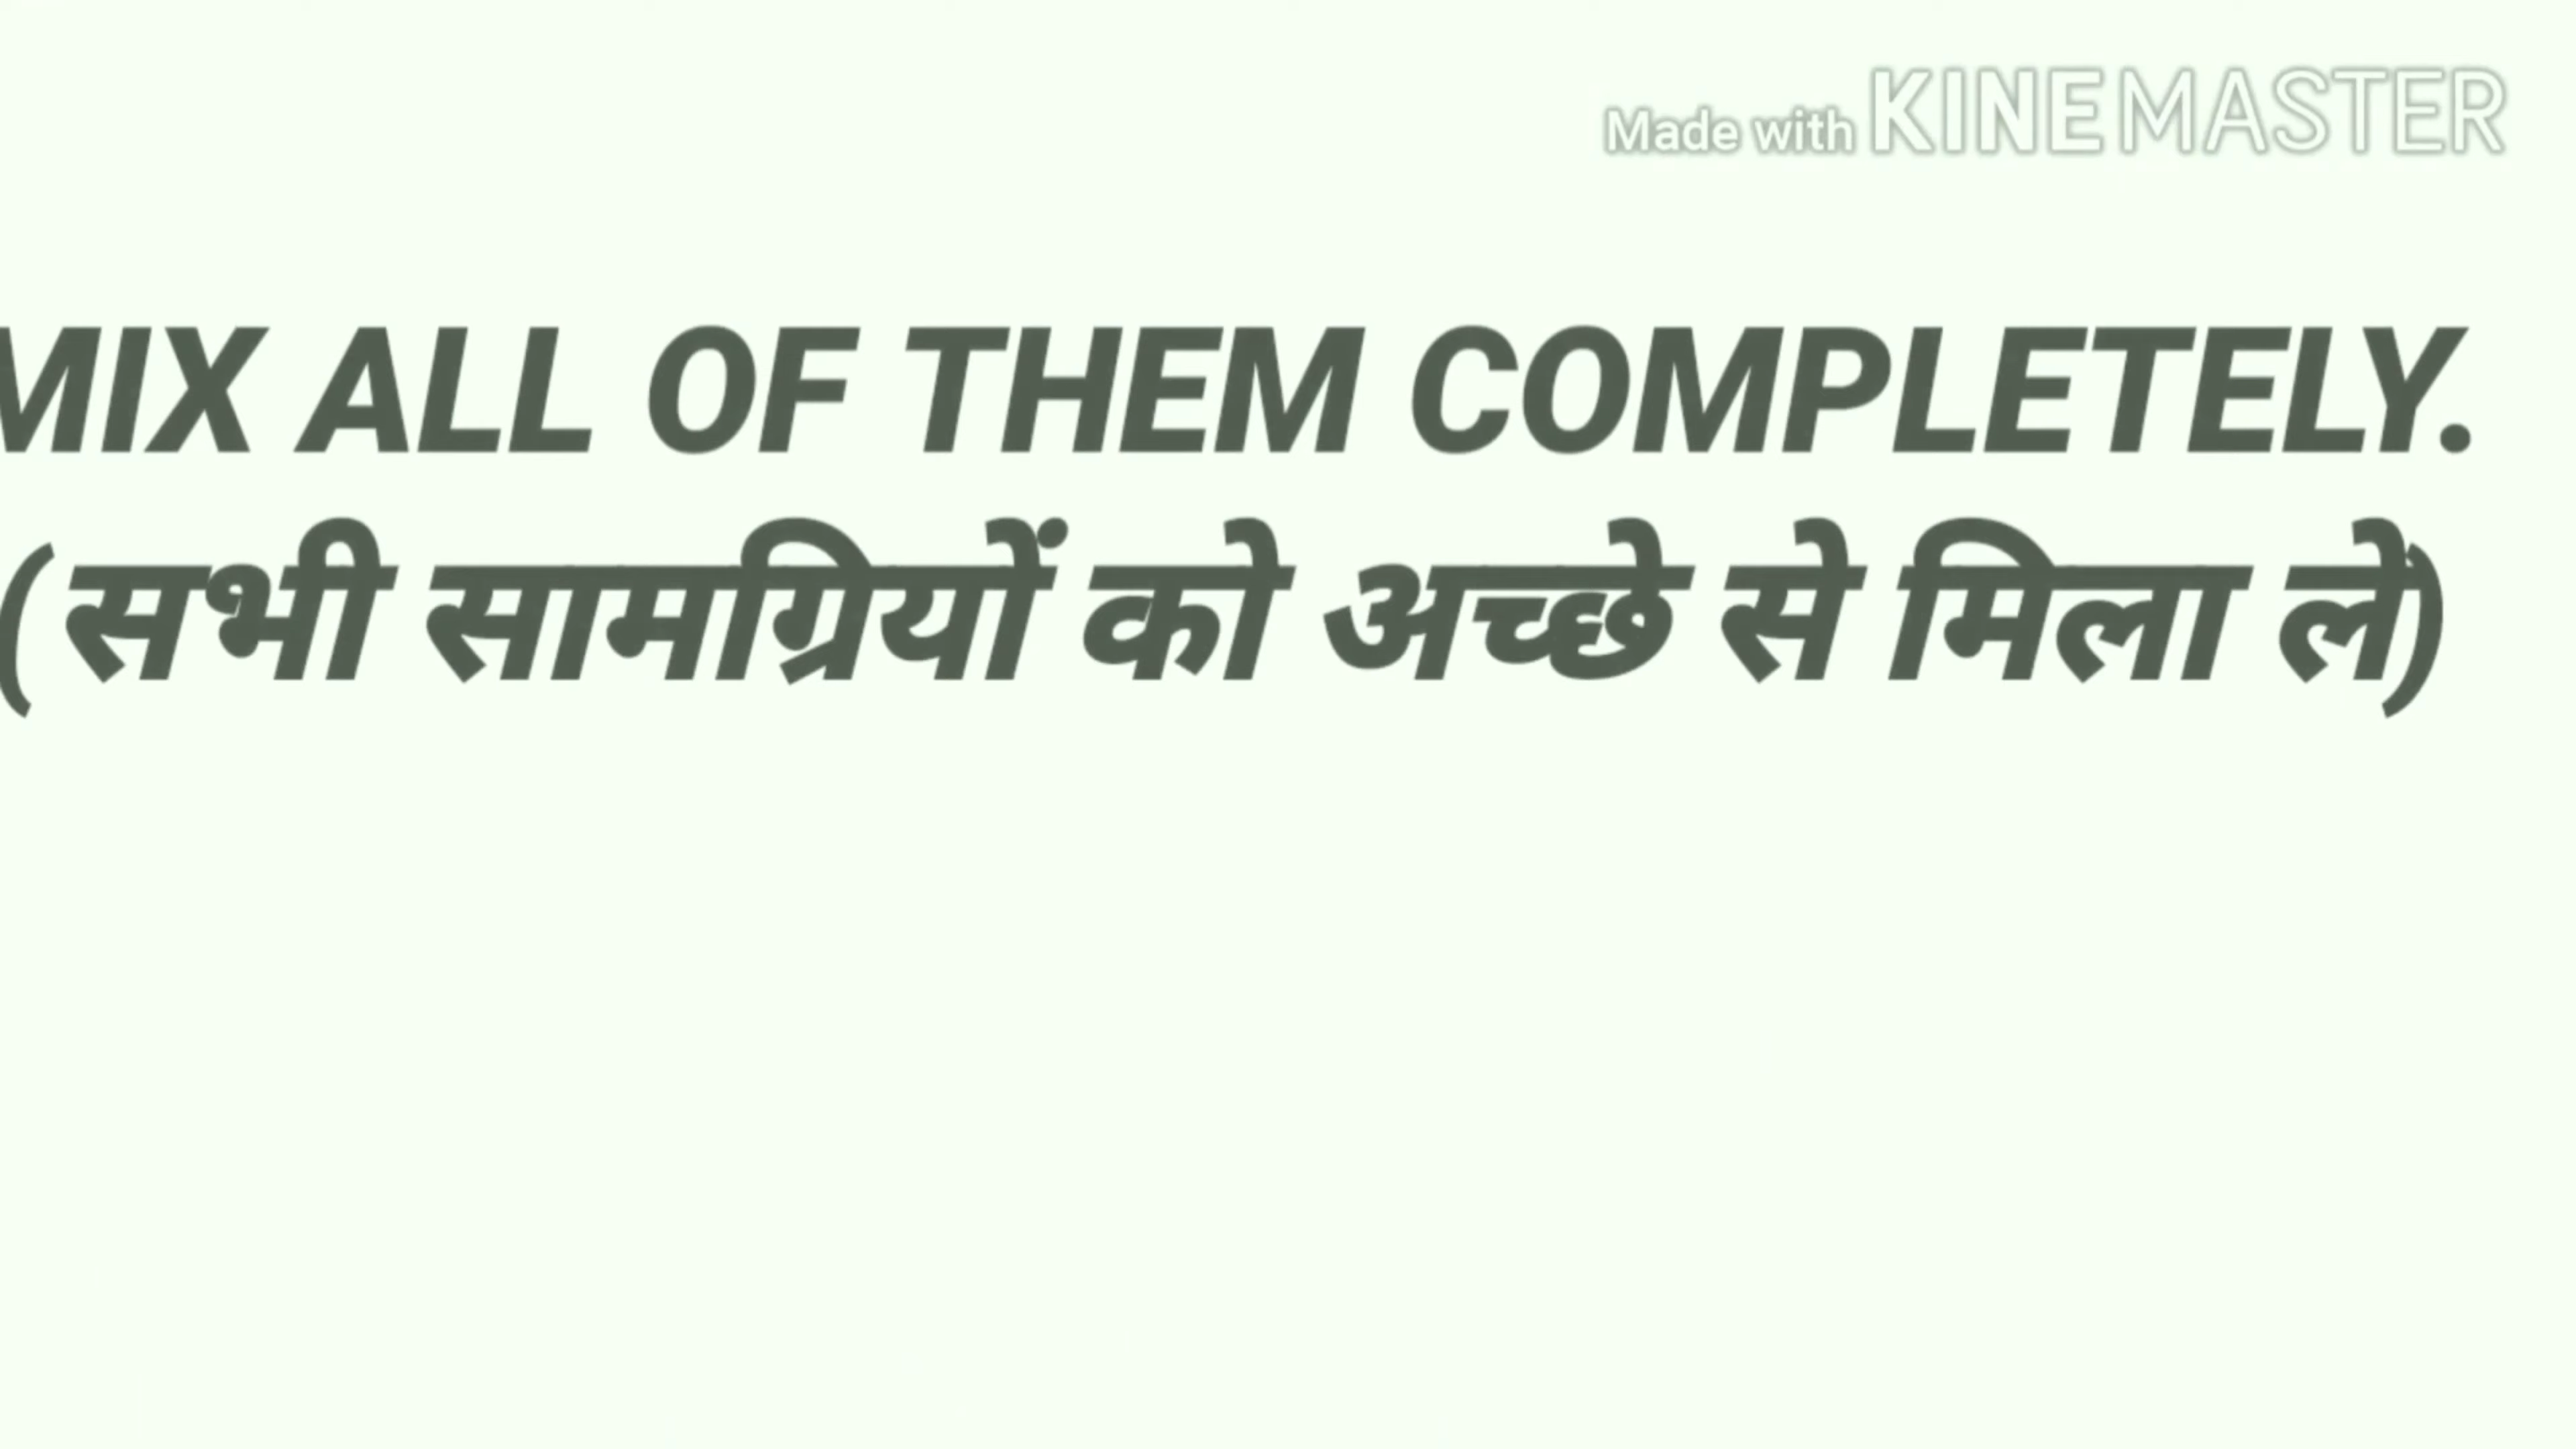 Made with KINEMASTER
MIX ALL OF THEM COMPLETELY.
(सभी सामग्रियों को अच्छे से मिला ले)